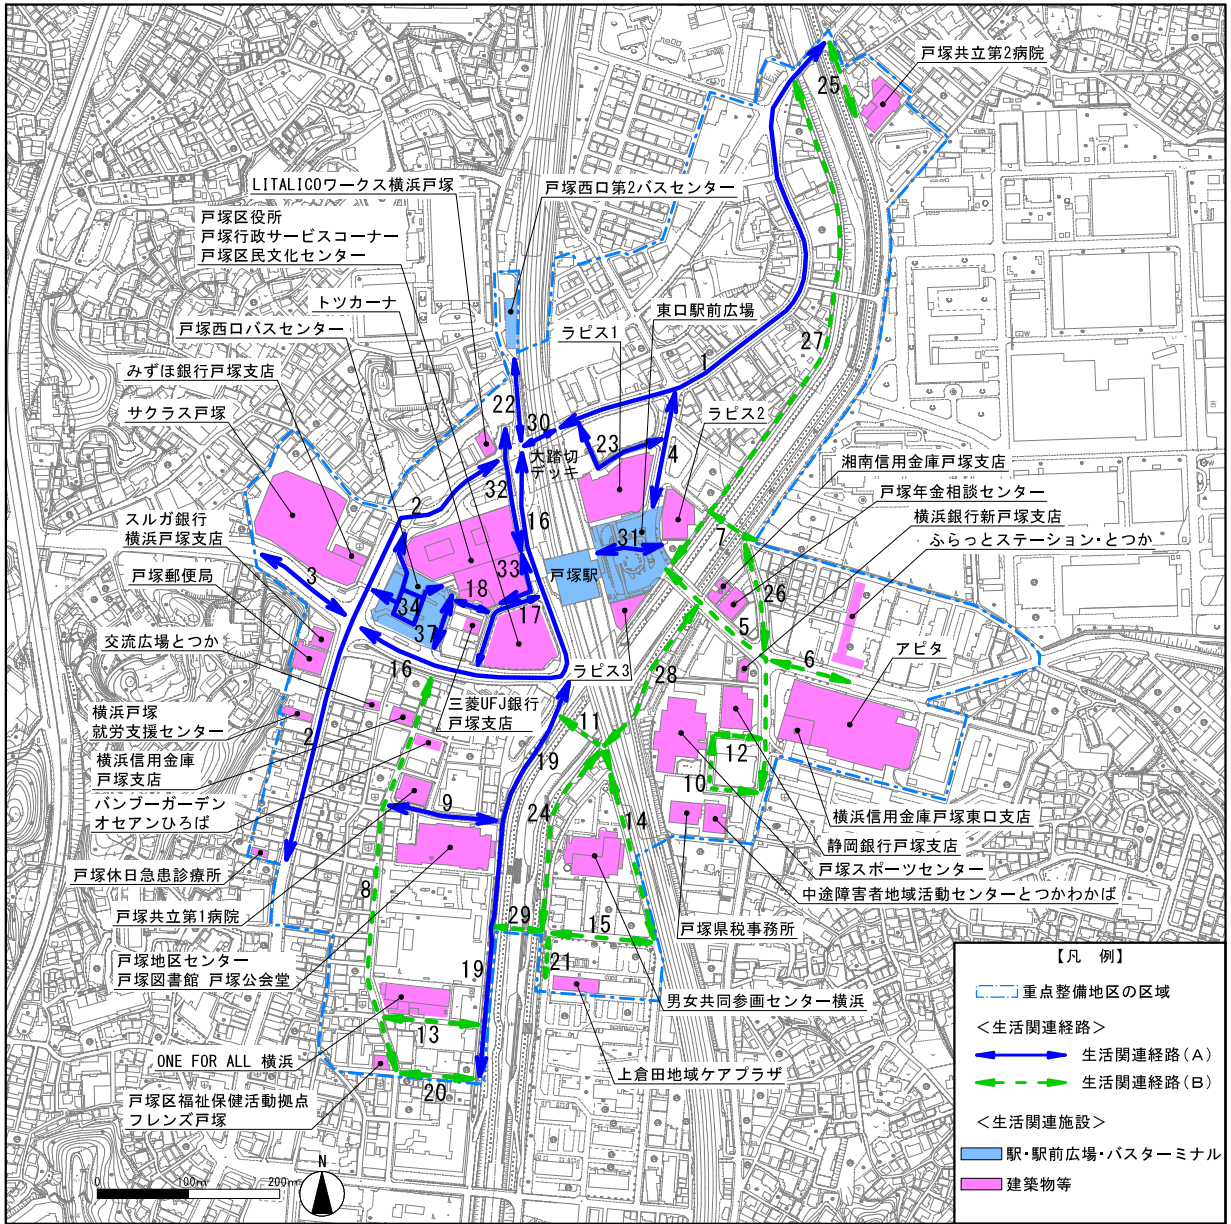 戸塚共立第2病院
25
LITALICOワークス横浜戸塚
戸塚西口第2バスセンター
戸塚区役所
戸塚行政サービスコーナー
戸塚区民文化センター
トツカーナ
東口駅前広場
戸塚西口バスセンター
ラピス1
27
みずほ銀行戸塚支店
1
サクラス戸塚
22
30
ラピス2
大踏切
デッキ
23
4
湘南信用金庫戸塚支店
2
32
戸塚年金相談センター
スルガ銀行
横浜戸塚支店
16
横浜銀行新戸塚支店
ふらっとステーション・とつか
31
7
戸塚郵便局
3
33
戸塚駅
18
34
17
26
37
5
交流広場とつか
アピタ
6
16
ラピス3
28
三菱UFJ銀行
戸塚支店
横浜戸塚
就労支援センター
2
11
横浜信用金庫
戸塚支店
19
12
10
バンブーガーデン
オセアンひろば
9
24
14
横浜信用金庫戸塚東口支店
静岡銀行戸塚支店
戸塚スポーツセンター
戸塚休日急患診療所
8
中途障害者地域活動センターとつかわかば
戸塚共立第1病院
29
15
戸塚県税事務所
戸塚地区センター
戸塚図書館 戸塚公会堂
19
21
男女共同参画センター横浜
13
ONE FOR ALL 横浜
上倉田地域ケアプラザ
20
戸塚区福祉保健活動拠点
フレンズ戸塚
【凡 例】
重点整備地区の区域
<生活関連経路>
生活関連経路(A)
生活関連経路(B)
<生活関連施設>
駅・駅前広場・バスターミナル
建築物等
N
0 100m 200m